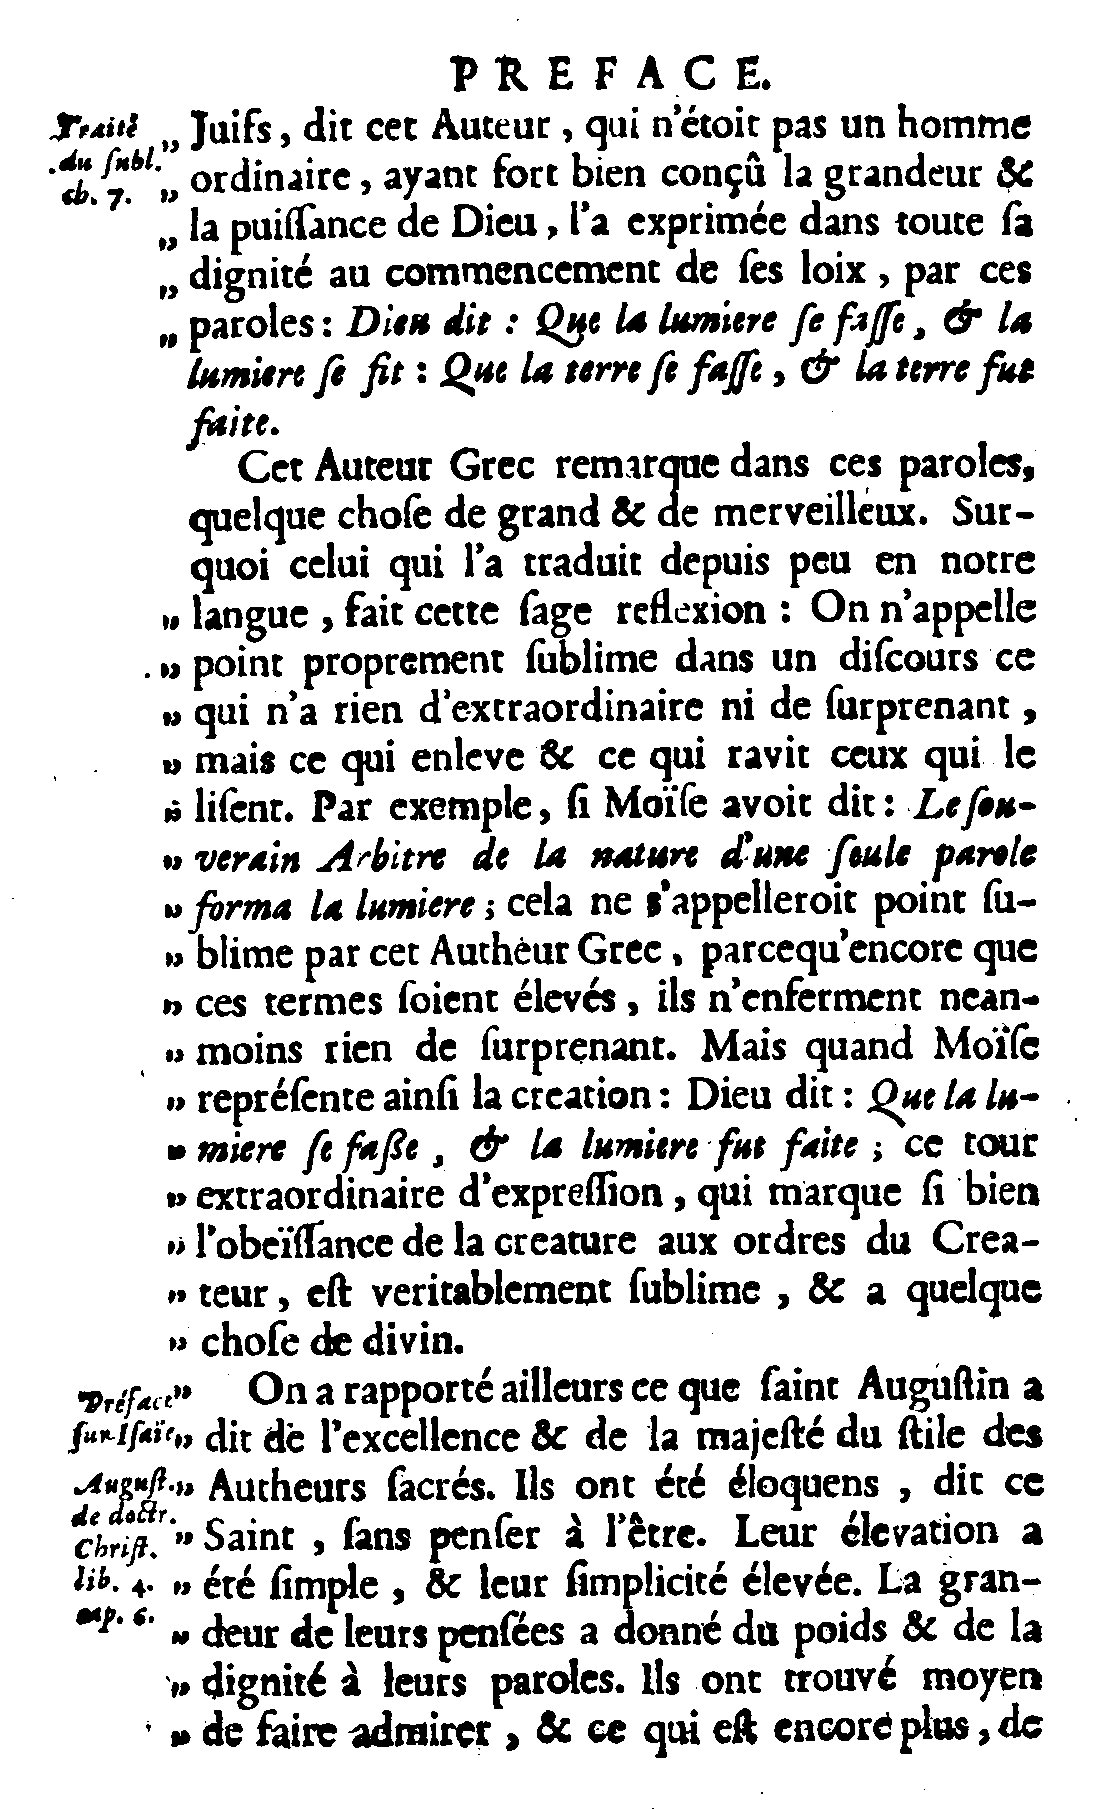 PREFACE.
Traité
du ſubl.
ch. 7.
„ Juifs, dit cet Auteur, qui n'étoit pas un homme
„ ordinaire, ayant fort bien conçû la grandeur &
„ la puiſſance de Dieu, l'a exprimée dans toute ſa
„ dignité au commencement de ſes loix, par ces
„ paroles: Dieu dit : Que la lumiere ſe faſſe, & la
lumiere ſe fit : Que la terre ſe faſſe, & la terre fut
faite.
Cet Auteur Grec remarque dans ces paroles,
quelque choſe de grand & de merveilleux. Sur-
quoi celui qui l'a traduit depuis peu en notre
„ langue, fait cette ſage reflexion : On n'appelle
„ point proprement ſublime dans un diſcours ce
„ qui n'a rien d'extraordinaire ni de ſurprenant,
„ mais ce qui enleve & ce qui ravit ceux qui le
„ liſent. Par exemple, ſi Moïſe avoit dit: Le ſou-
„ verain Arbitre de la nature d'une ſeule parole
„ forma la lumiere; cela ne s'appelleroit point ſu-
„ blime par cet Autheur Grec, parcequ'encore que
„ ces termes ſoient élevés, ils n'enferment nean-
„ moins rien de ſurprenant. Mais quand Moïſe
„ repréſente ainſi la creation: Dieu dit: Que la lu-
„ miere ſe faße, & la lumiere fut faite; ce tour
„ extraordinaire d'expreſſion, qui marque ſi bien
„ l'obeïſſance de la creature aux ordres du Crea-
„ teur, eſt veritablement ſublime, & a quelque
„ choſe de divin.
Préface
ſur Iſaïe
Auguſt.
de doctr.
Chriſt.
lib. 4.
cap. 6.
„ On a rapporté ailleurs ce que ſaint Auguſtin a
„ dit de l'excellence & de la majeſté du ſtile des
„ Autheurs ſacrés. Ils ont été éloquens, dit ce
„ Saint, ſans penſer à l'être. Leur élevation a
„ été ſimple, & leur ſimplicité élevée. La gran-
„ deur de leurs penſées a donné du poids & de la
„ dignité à leurs paroles. Ils ont trouvé moyen
„ de faire admirer, & ce qui eſt encore plus, de